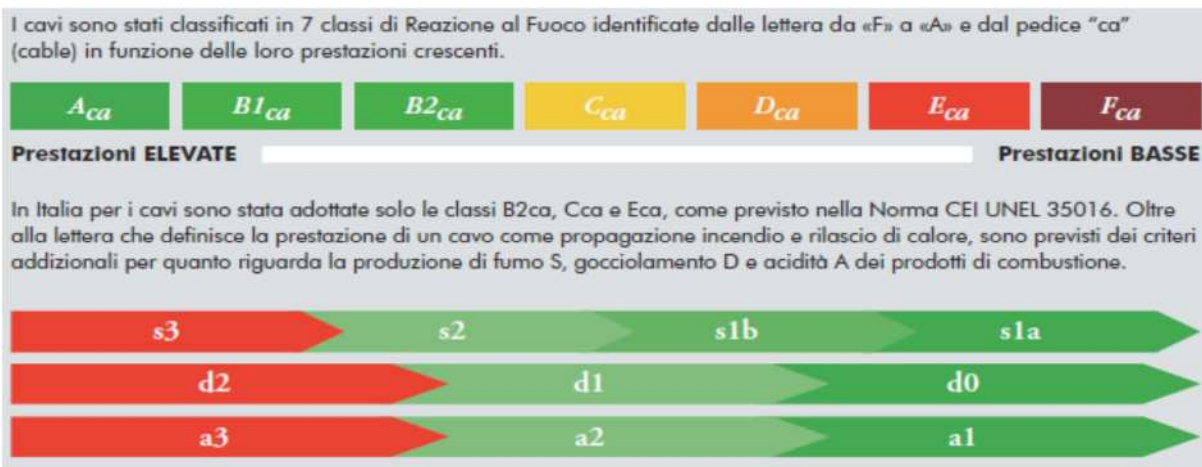 I cavi sono stati classificati in 7 classi di Reazione al Fuoco identificate dalle lettera da «F» a «A» e dal pedice "ca"
(cable) in funzione delle loro prestazioni crescenti.
Aca B1ca B2ca Cca Dca Eca Fca
Prestazioni ELEVATE Prestazioni BASSE
In Italia per i cavi sono stata adottate solo le classi B2ca, Cca e Eca, come previsto nella Norma CEI UNEL 35016. Oltre
alla lettera che definisce la prestazione di un cavo come propagazione incendio e rilascio di calore, sono previsti dei criteri
addizionali per quanto riguarda la produzione di fumo S, gocciolamento D e acidità A dei prodotti di combustione.
s3 s2 s1b s1a
d2 d1 d0
a3 a2 a1